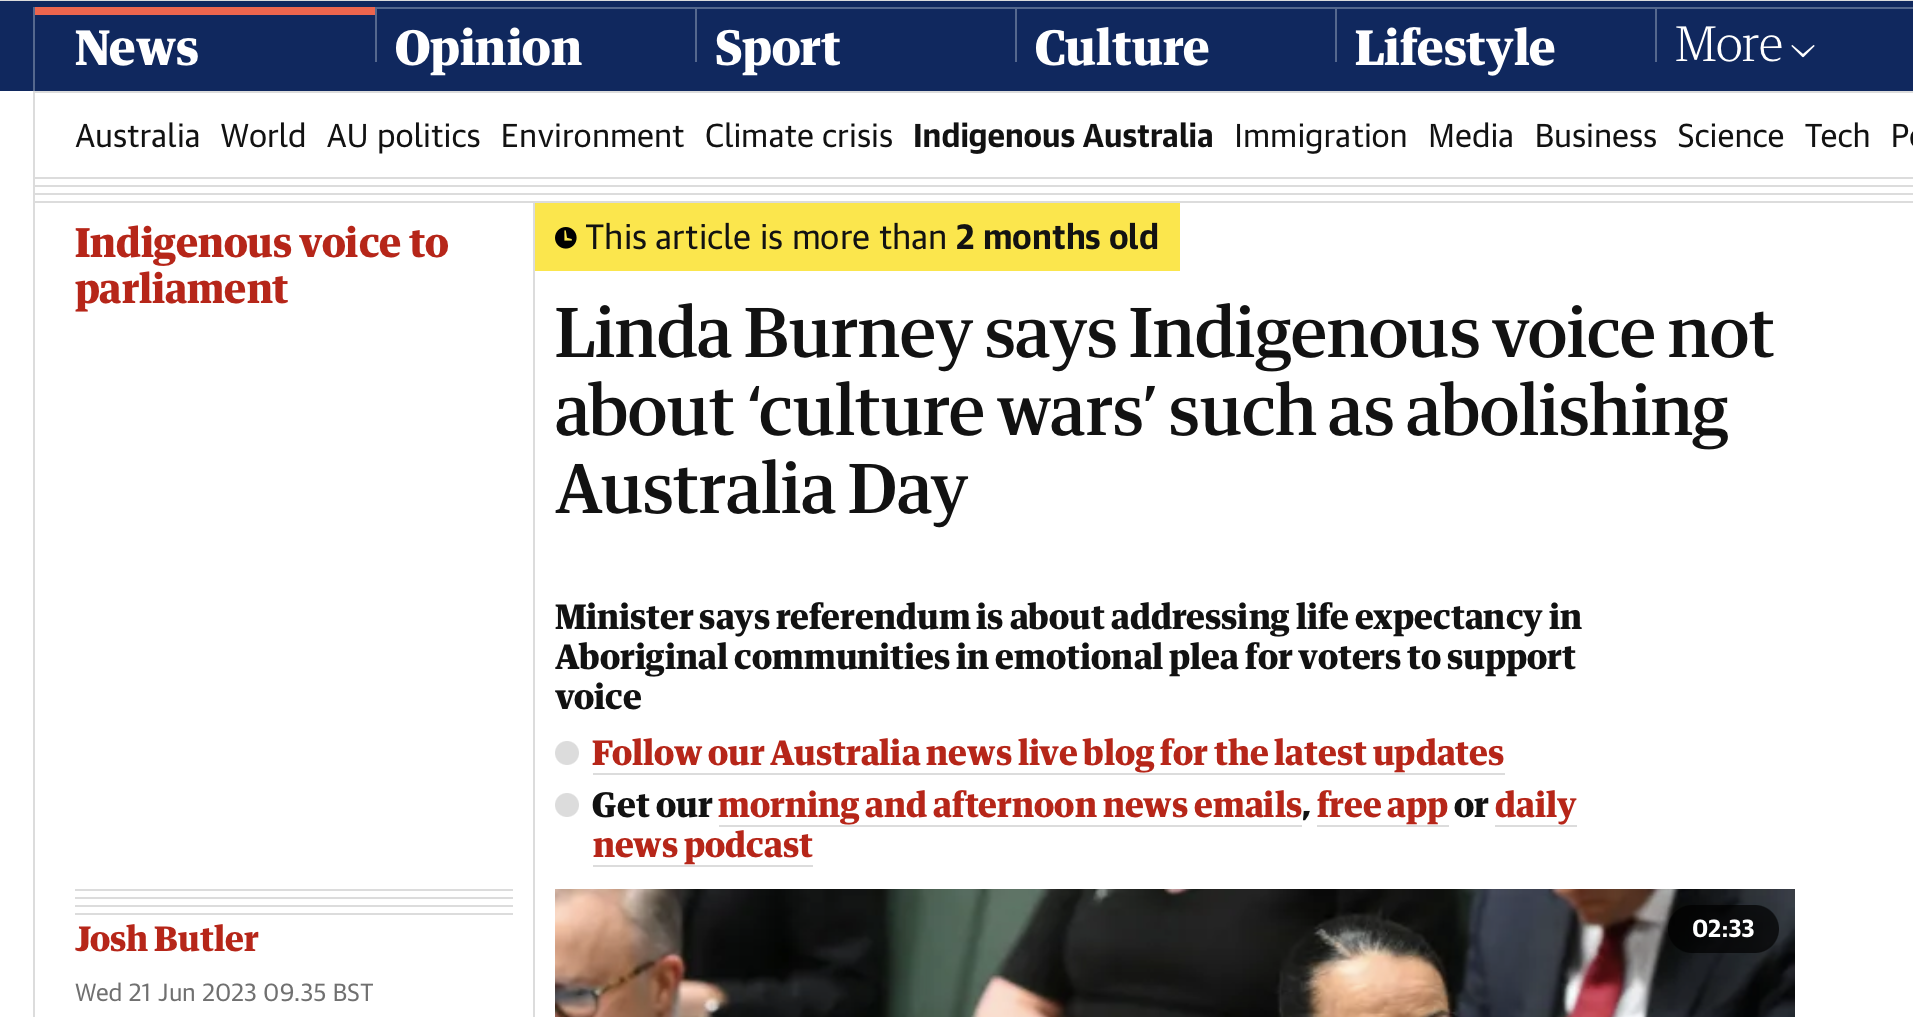 News Opinion Sport Culture Lifestyle More
Australia World AU politics Environment Climate crisis Indigenous Australia Immigration Media Business Science Tech
Indigenous voice to
parliament
This article is more than 2 months old
Linda Burney says Indigenous voice not
about ‘culture wars’ such as abolishing
Australia Day
Minister says referendum is about addressing life expectancy in
Aboriginal communities in emotional plea for voters to support
voice
Follow our Australia news live blog for the latest updates
Get our morning and afternoon news emails, free app or daily
news podcast
Josh Butler
Wed 21 Jun 2023 09.35 BST
02:33